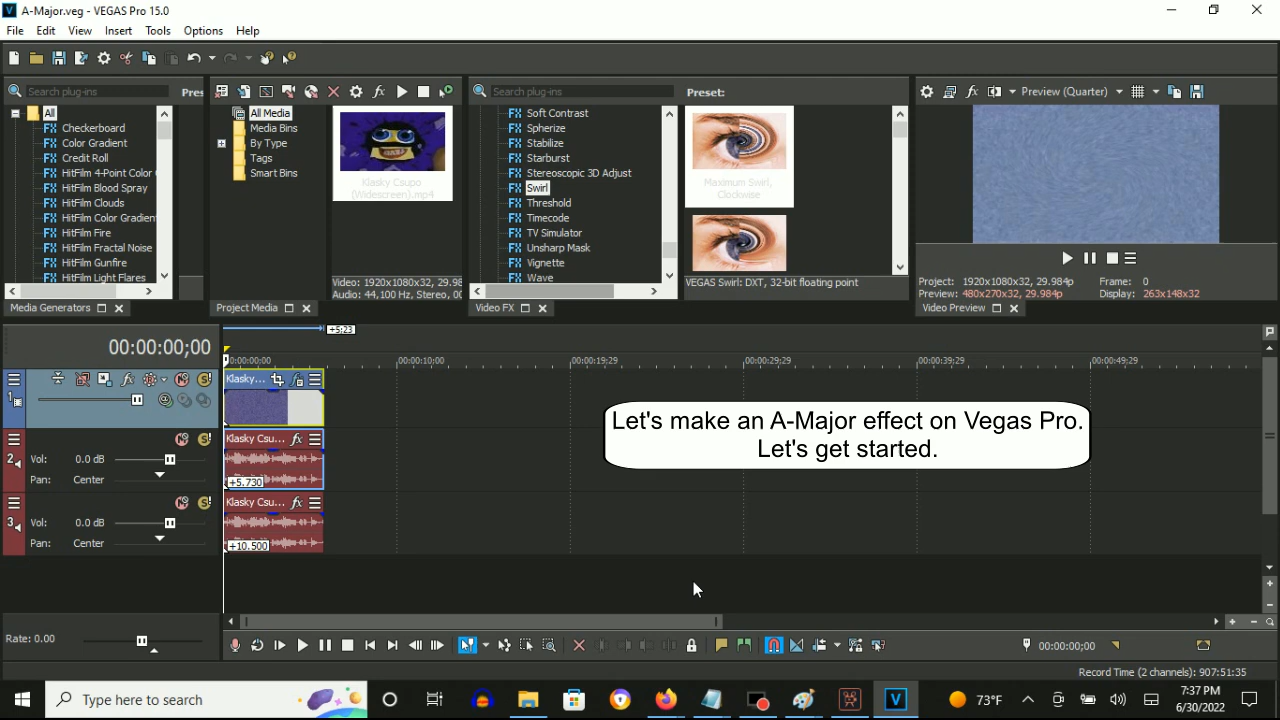 A-Major.veg - VEGAS Pro 15.0
File Edit View Insert Tools Options Help
Search plug-ins
Pres
All
Checkerboard
Color Gradient
Credit Roll
HitFilm 4-Point Color
HitFilm Blood Spray
HitFilm Clouds
HitFilm Color Gradien
HitFilm Fire
HitFilm Fractal Noise
HitFilm Gunfire
HitFilm Light Flares
Media Generators
All Media
Media Bins
By Type
Tags
Smart Bins
Klasky Csupo
(Widescreen).mp4
Video: 1920x1080x32, 29.98
Audio: 44,100 Hz, Stereo, 00
Project Media
Search plug-ins
Soft Contrast
Spherize
Stabilize
Starburst
Stereoscopic 3D Adjust
Swirl
Threshold
Timecode
TV Simulator
Unsharp Mask
Vignette
Wave
Video FX
Preset:
Maximum Swirl,
Clockwise
VEGAS Swirl: DXT, 32-bit floating point
Preview (Quarter)
Project: 1920x1080x32, 29.984p
Frame: 0
Preview: 480x270x32, 29.984p
Display: 263x148x32
Video Preview
00:00:00;00
+5;23
00:00:00:00
00:00:10;00
00:00:19;29
00:00:29;29
00:00:39;29
00:00:49;29
1
Klasky...
2
Vol: 0.0 dB
Pan: Center
Klasky Csu...
+5.730
3
Vol: 0.0 dB
Pan: Center
Klasky Csu...
+10.500
Let's make an A-Major effect on Vegas Pro.
Let's get started.
Rate: 0.00
00:00:00;00
Record Time (2 channels): 907:51:35
Type here to search
73°F
7:37 PM
6/30/2022